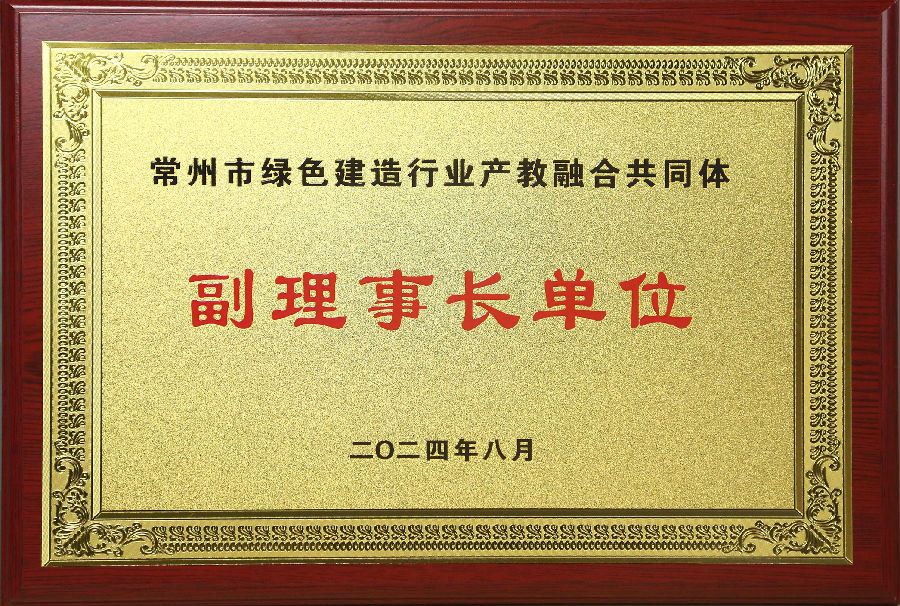 常州市绿色建造行业产教融合共同体
副理事长单位
二〇二四年八月